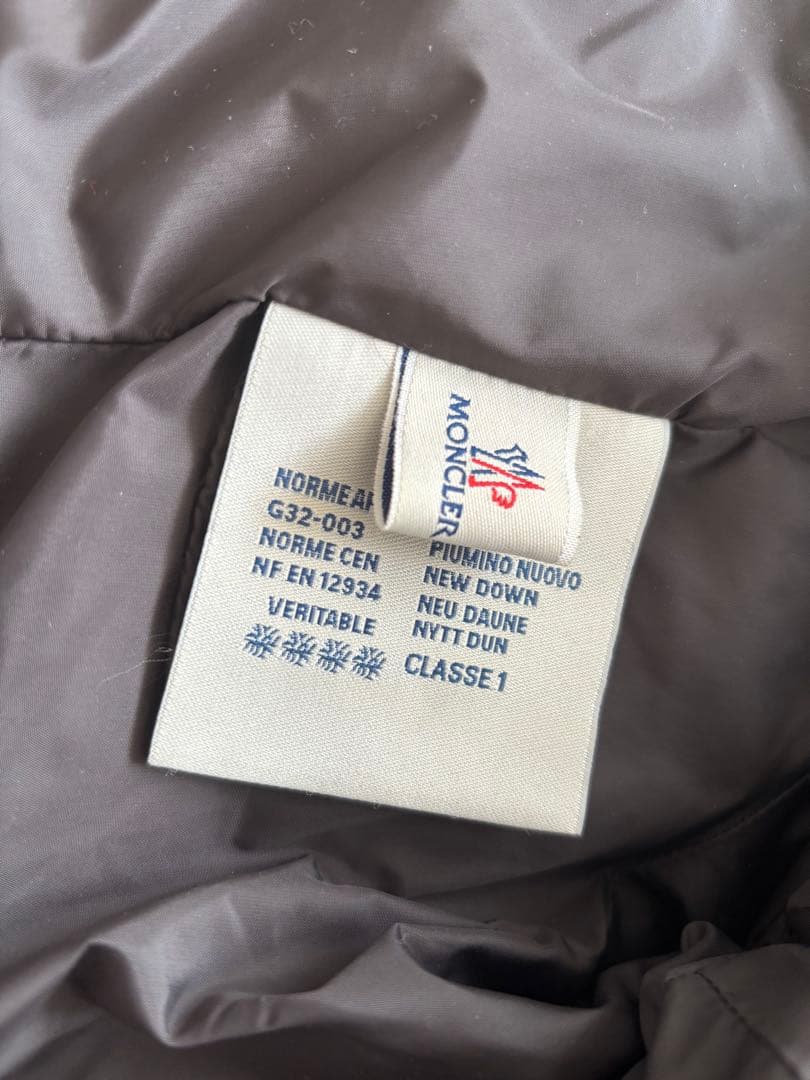 MONCLER
NORME
G32-003
NORME CEN
NF EN 12934
VERITABLE
PIUMINO NUOVO
NEW DOWN
NEU DAUNE
NYTT DUN
CLASSE 1